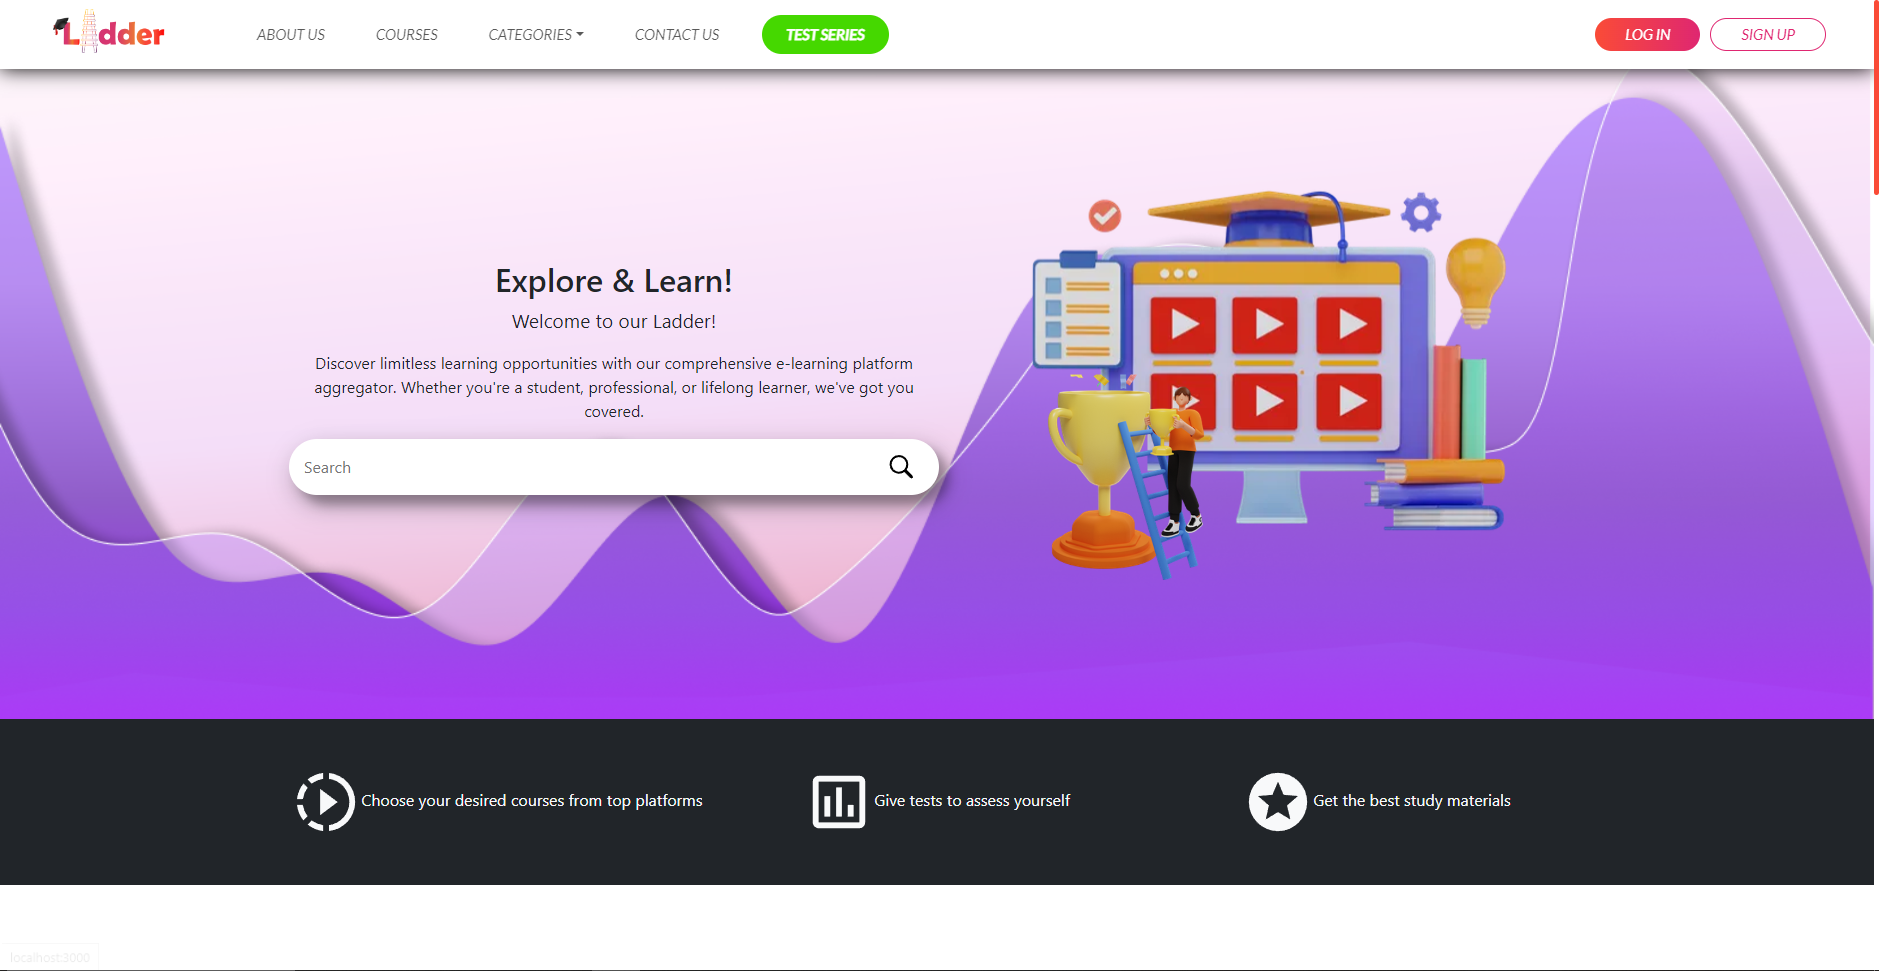 Ladder
ABOUT US
COURSES
CATEGORIES
CONTACT US
TEST SERIES
LOG IN
SIGN UP
Explore & Learn!
Welcome to our Ladder!
Discover limitless learning opportunities with our comprehensive e-learning platform
aggregator. Whether you're a student, professional, or lifelong learner, we've got you
covered.
Search
Choose your desired courses from top platforms
Give tests to assess yourself
Get the best study materials
localhost:3000